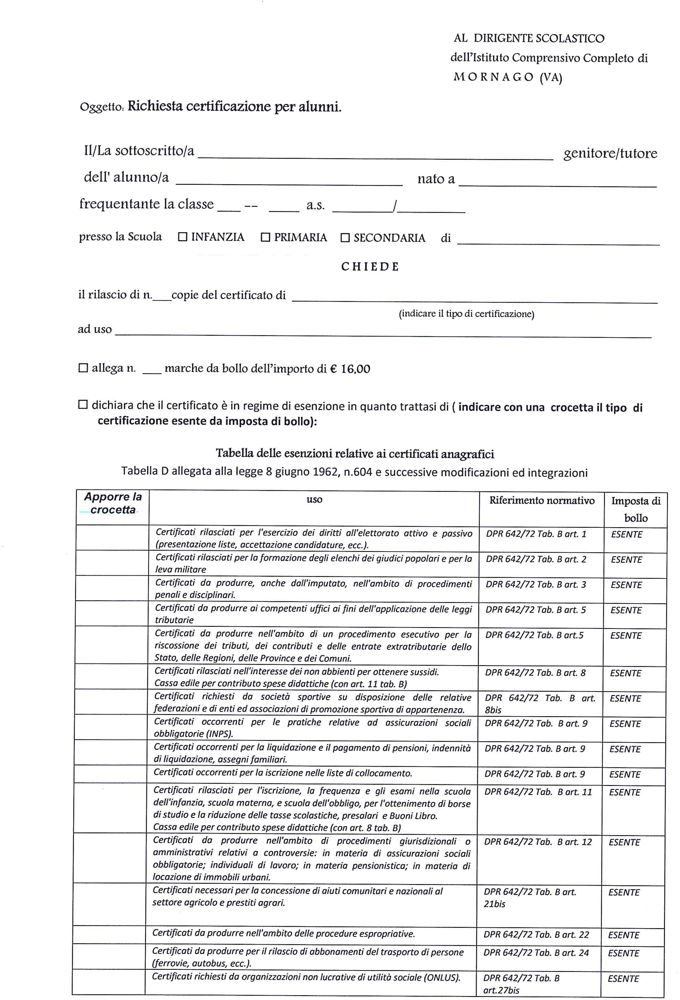 AL DIRIGENTE SCOLASTICO
dell'Istituto Comprensivo Completo di
M O R N A G O (VA)
Oggetto: Richiesta certificazione per alunni.
Il/La sottoscritto/a ____________________ genitore/tutore
dell' alunno/a ____________________ nato a ____________________
frequentante la classe ___ -- ____ a.s. ________/_________
presso la Scuola ☐ INFANZIA ☐ PRIMARIA ☐ SECONDARIA di ____________________
C H I E D E
il rilascio di n.___copie del certificato di ____________________
(indicare il tipo di certificazione)
ad uso ____________________
☐ allega n. ___ marche da bollo dell'importo di € 16,00
☐ dichiara che il certificato è in regime di esenzione in quanto trattasi di ( indicare con una crocetta il tipo di
certificazione esente da imposta di bollo):
Tabella delle esenzioni relative ai certificati anagrafici
Tabella D allegata alla legge 8 giugno 1962, n.604 e successive modificazioni ed integrazioni
Apporre la uso Riferimento normativo Imposta di
crocetta bollo
Certificati rilasciati per l'esercizio dei diritti all'elettorato attivo e passivo DPR 642/72 Tab. B art. 1 ESENTE
(presentazione liste, accettazione candidature, ecc.).
Certificati rilasciati per la formazione degli elenchi dei giudici popolari e per la DPR 642/72 Tab. B art. 2 ESENTE
leva militare
Certificati da produrre, anche dall'imputato, nell'ambito di procedimenti DPR 642/72 Tab. B art. 3 ESENTE
penali e disciplinari.
Certificati da produrre ai competenti uffici ai fini dell'applicazione delle leggi DPR 642/72 Tab. B art. 5 ESENTE
tributarie
Certificati da produrre nell'ambito di un procedimento esecutivo per la DPR 642/72 Tab. B art.5 ESENTE
riscossione dei tributi, dei contributi e delle entrate extratributarie dello
Stato, delle Regioni, delle Province e dei Comuni.
Certificati rilasciati nell'interesse dei non abbienti per ottenere sussidi. DPR 642/72 Tab. B art. 8 ESENTE
Cassa edile per contributo spese didattiche (con art. 11 tab. B)
Certificati richiesti da società sportive su disposizione delle relative DPR 642/72 Tab. B art. ESENTE
federazioni e di enti ed associazioni di promozione sportiva di appartenenza. 8bis
Certificati occorrenti per le pratiche relative ad assicurazioni sociali DPR 642/72 Tab. B art. 9 ESENTE
obbligatorie (INPS).
Certificati occorrenti per la liquidazione e il pagamento di pensioni, indennità DPR 642/72 Tab. B art. 9 ESENTE
di liquidazione, assegni familiari.
Certificati occorrenti per la iscrizione nelle liste di collocamento. DPR 642/72 Tab. B art. 9 ESENTE
Certificati rilasciati per l'iscrizione, la frequenza e gli esami nella scuola DPR 642/72 Tab. B art. 11 ESENTE
dell'infanzia, scuola materna, e scuola dell'obbligo, per l'ottenimento di borse
di studio e la riduzione delle tasse scolastiche, presalari e Buoni Libro.
Cassa edile per contributo spese didattiche (con art. 8 tab. B)
Certificati da produrre nell'ambito di procedimenti giurisdizionali o DPR 642/72 Tab. B art. 12 ESENTE
amministrativi relativi a controversie: in materia di assicurazioni sociali
obbligatorie; individuali di lavoro; in materia pensionistica; in materia di
locazione di immobili urbani.
Certificati necessari per la concessione di aiuti comunitari e nazionali al DPR 642/72 Tab. B art. ESENTE
settore agricolo e prestiti agrari. 21bis
Certificati da produrre nell'ambito delle procedure espropriative. DPR 642/72 Tab. B art. 22 ESENTE
Certificati da produrre per il rilascio di abbonamenti del trasporto di persone DPR 642/72 Tab. B art. 24 ESENTE
(ferrovie, autobus, ecc.).
Certificati richiesti da organizzazioni non lucrative di utilità sociale (ONLUS). DPR 642/72 Tab. B ESENTE
art.27bis